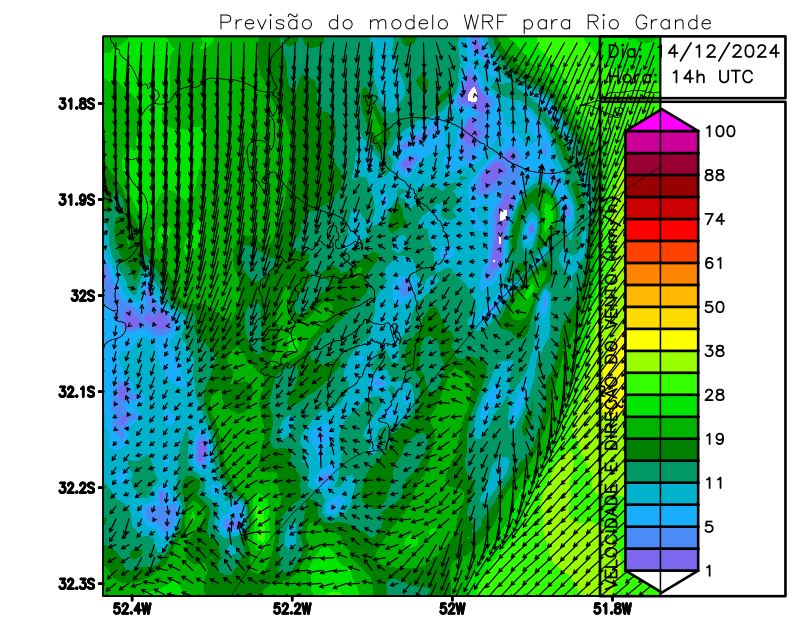 Previsão do modelo WRF para Rio Grande
Dia: 14/12/2024
Hora: 14h UTC
31.8S
31.9S
32S
32.1S
32.2S
32.3S
52.4W
52.2W
52W
51.8W
VELOCIDADE E DIREÇÃO DO VENTO (km/h)
100
88
74
61
50
38
28
19
11
5
1